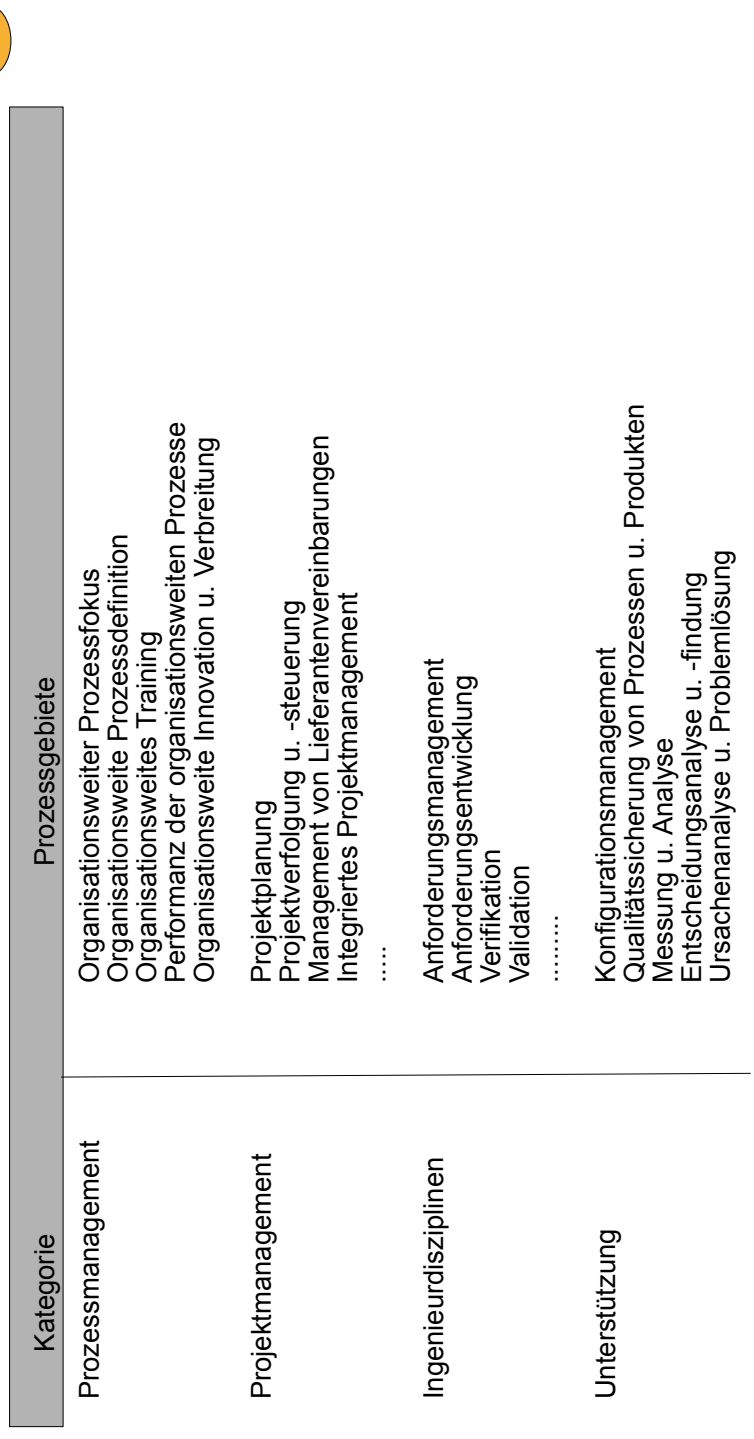 Kategorie
Prozessgebiete
Prozessmanagement
Organisationsweiter Prozessfokus
Organisationsweite Prozessdefinition
Organisationsweites Training
Performanz der organisationsweiten Prozesse
Organisationsweite Innovation u. Verbreitung
Projektmanagement
Projektplanung
Projektverfolgung u. -steuerung
Management von Lieferantenvereinbarungen
Integriertes Projektmanagement
.....
Ingenieurdisziplinen
Anforderungsmanagement
Anforderungsentwicklung
Verifikation
Validation
.........
Unterstützung
Konfigurationsmanagement
Qualitätssicherung von Prozessen u. Produkten
Messung u. Analyse
Entscheidungsanalyse u. -findung
Ursachenanalyse u. Problemlösung